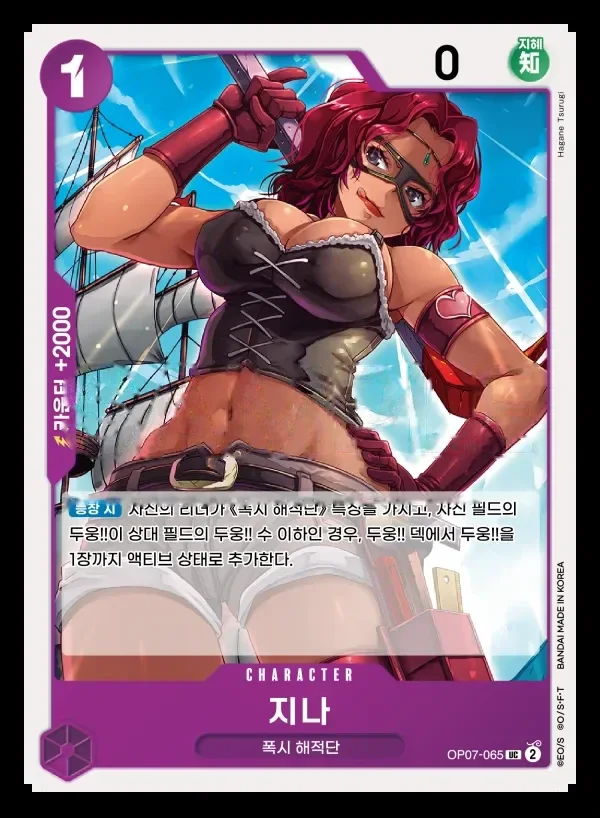 1
0
지혜
知
Hagane Tsurugi
카운터 +2000
등장 시 자신의 리더가 《폭시 해적단》 특징을 가지고, 자신 필드의
두웅!!이 상대 필드의 두웅!! 수 이하인 경우, 두웅!! 덱에서 두웅!!을
1장까지 액티브 상태로 추가한다.
CHARACTER
지나
폭시 해적단
OP07-065 UC 2
©EO/S ©O/S·F·T BANDAI MADE IN KOREA